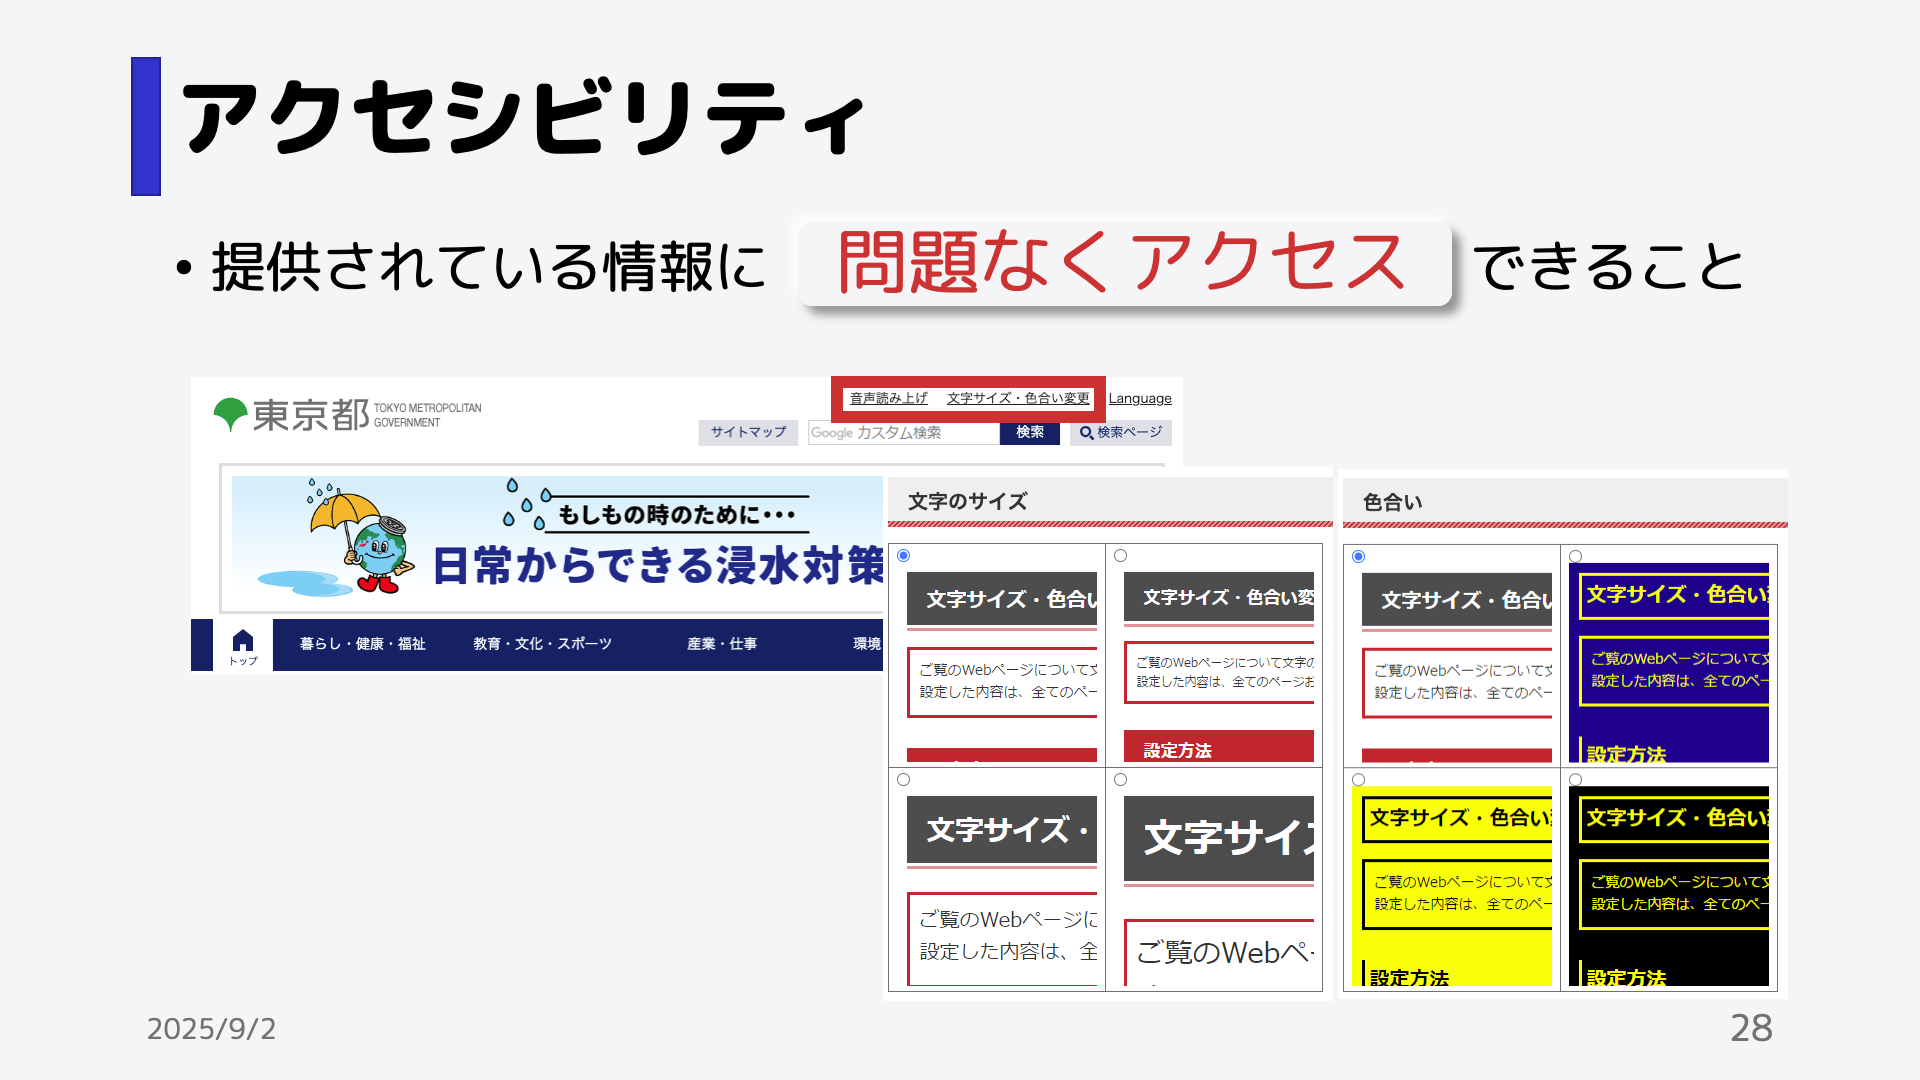 アクセシビリティ
• 提供されている情報に 問題なくアクセス できること
音声読み上げ 文字サイズ・色合い変更 Language
東京都 TOKYO METROPOLITAN GOVERNMENT
サイトマップ Google カスタム検索 検索 検索ページ
もしもの時のために・・・
日常からできる浸水対策
トップ 暮らし・健康・福祉 教育・文化・スポーツ 産業・仕事 環境
文字のサイズ
文字サイズ・色合い
ご覧のWebページについて文
設定した内容は、全てのペー
文字サイズ・色合い変
ご覧のWebページについて文字の
設定した内容は、全てのページお
設定方法
文字サイズ・
ご覧のWebページに
設定した内容は、全
文字サイズ
ご覧のWebペー
色合い
文字サイズ・色合い
ご覧のWebページについて文
設定した内容は、全てのペー
文字サイズ・色合い変
ご覧のWebページについて文
設定した内容は、全てのペー
設定方法
文字サイズ・色合い変
ご覧のWebページについて文
設定した内容は、全てのペー
設定方法
文字サイズ・色合い変
ご覧のWebページについて文
設定した内容は、全てのペー
設定方法
2025/9/2
28